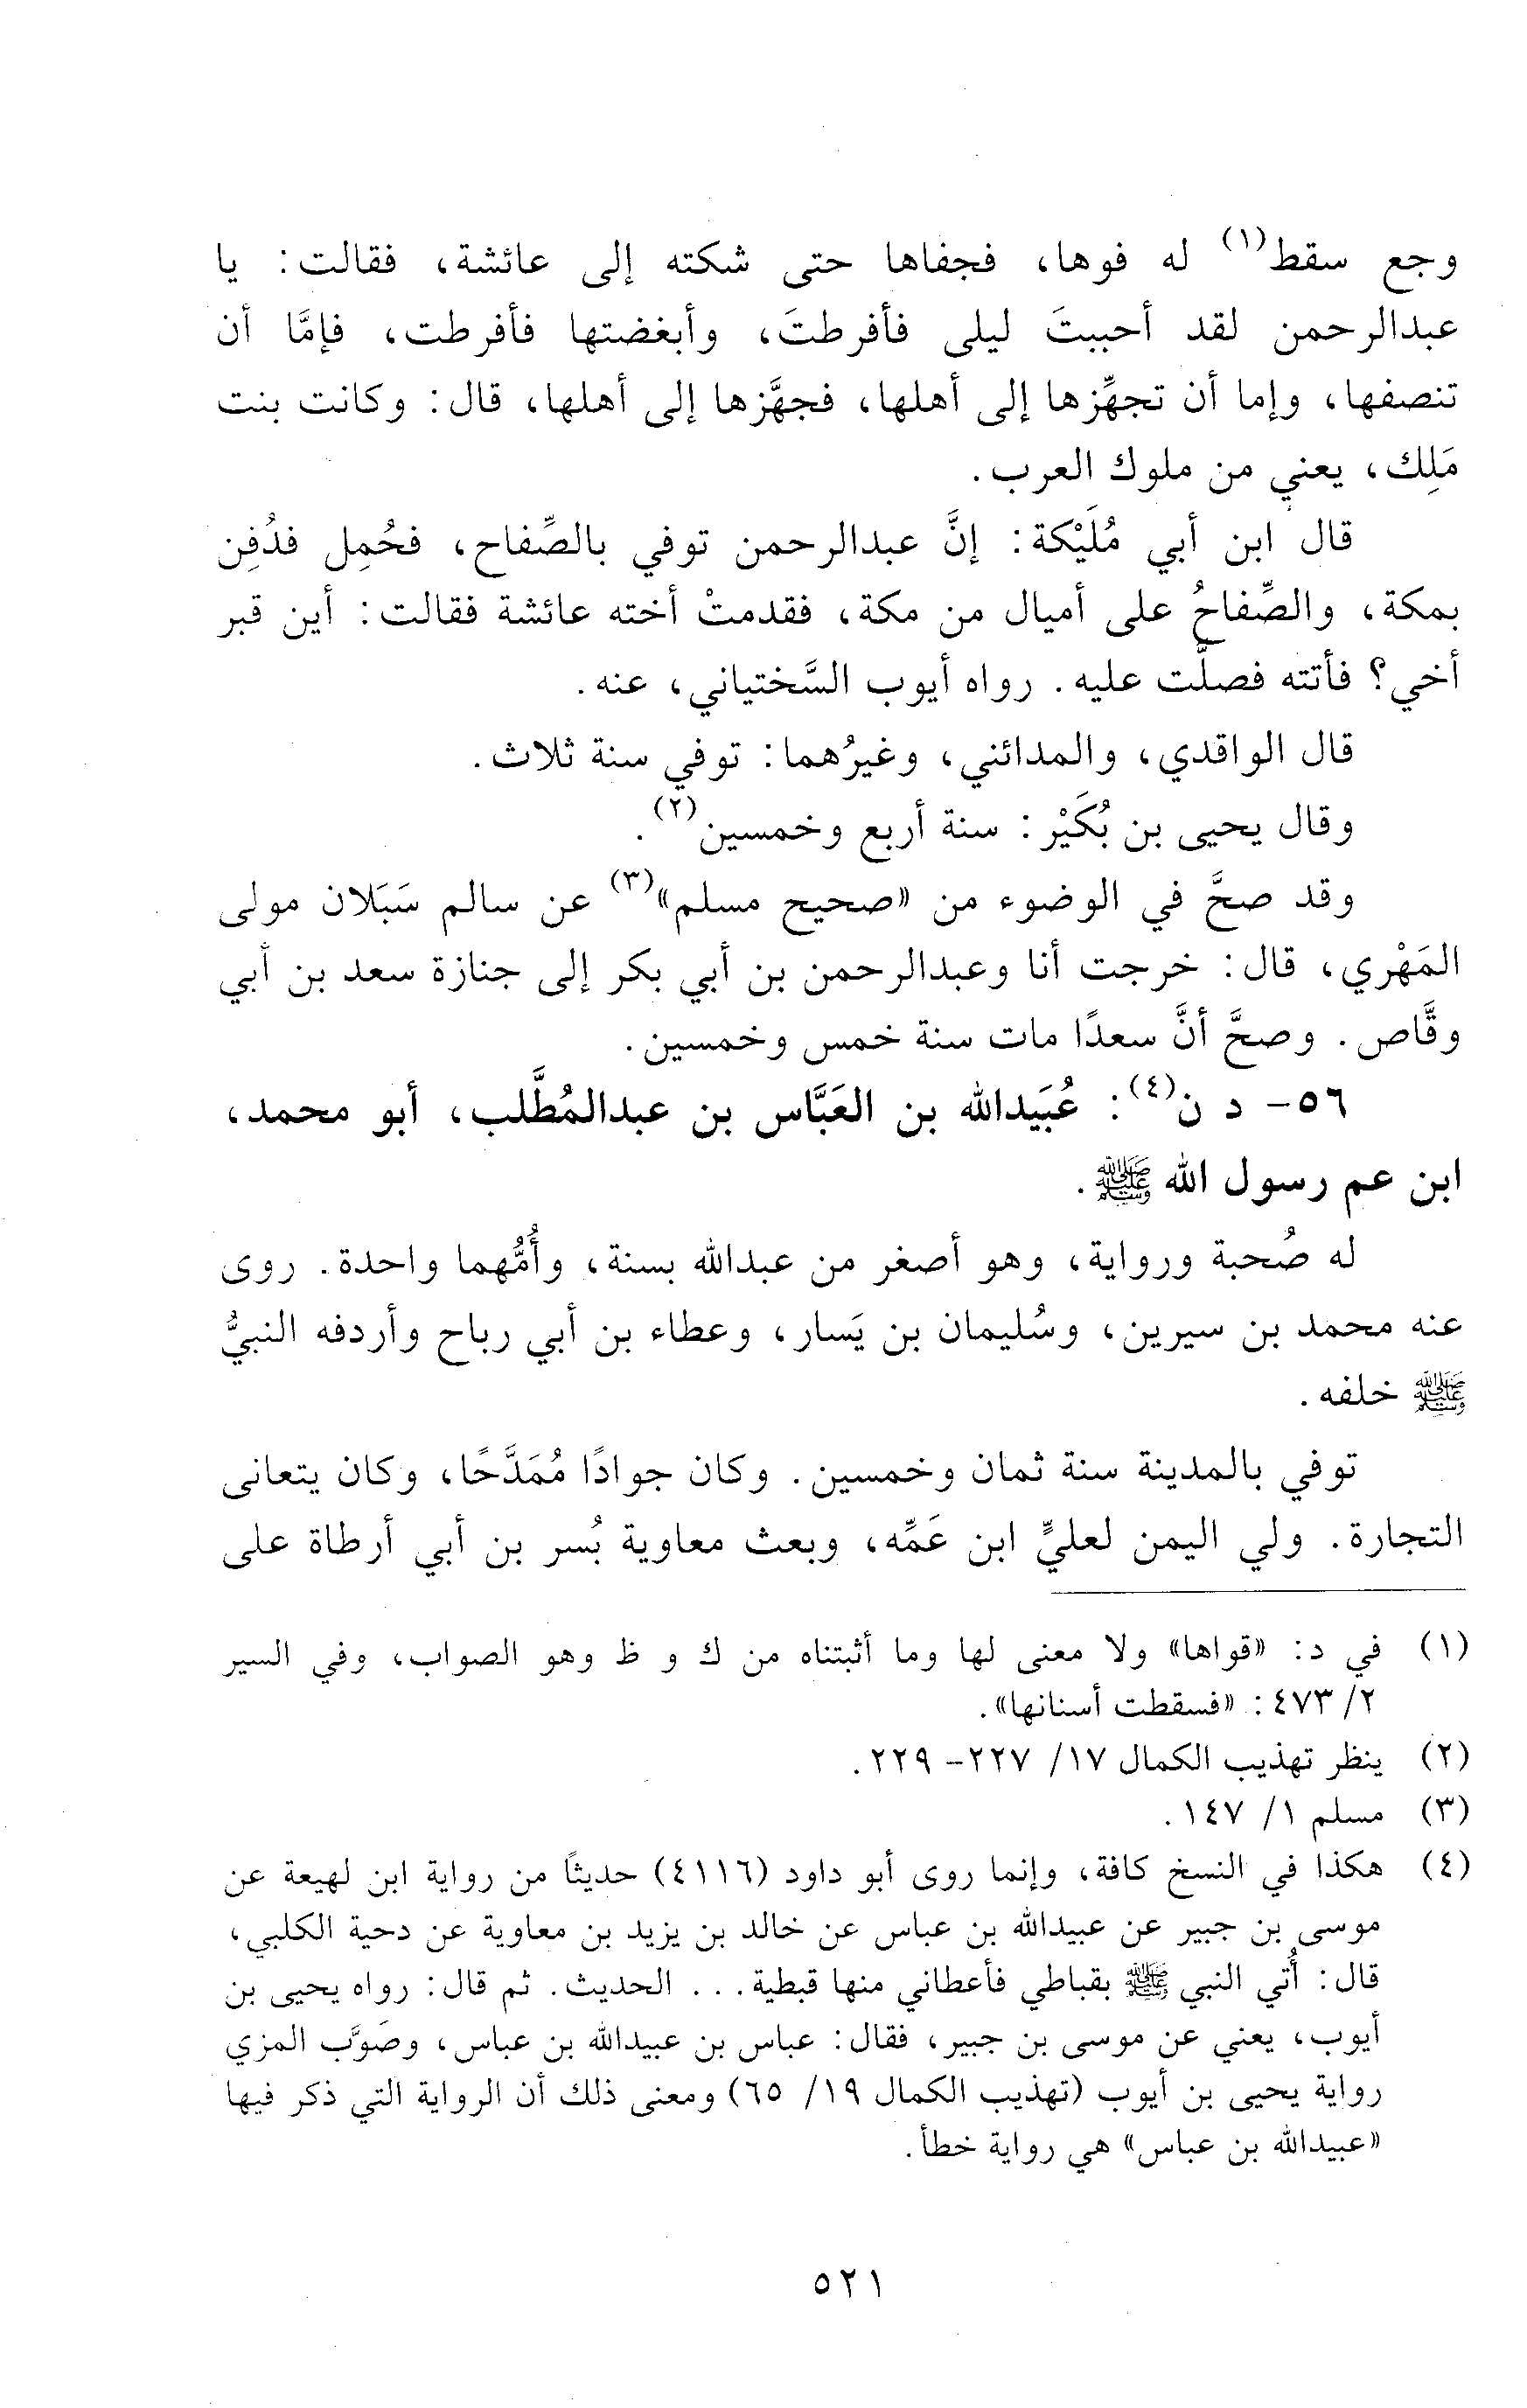 وجع سقط(١) له فوها، فجفاها حتى شكته إلى عائشة، فقالت: يا
عبدالرحمن لقد أحببتَ ليلى فأفرطتَ، وأبغضتها فأفرطت، فإمَّا أن
تنصفها، وإما أن تجهِّزها إلى أهلها، فجهَّزها إلى أهلها، قال: وكانت بنت
مَلِك، يعني من ملوك العرب.
قال ابن أبي مُلَيْكة: إنَّ عبدالرحمن توفي بالصِّفاح، فحُمِل فدُفِن
بمكة، والصِّفاحُ على أميال من مكة، فقدمتْ أخته عائشة فقالت: أين قبر
أخي؟ فأتته فصلَّت عليه. رواه أيوب السَّختياني، عنه.
قال الواقدي، والمدائني، وغيرُهما: توفي سنة ثلاث.
وقال يحيى بن بُكَيْر: سنة أربع وخمسين(٢).
وقد صحَّ في الوضوء من «صحيح مسلم»(٣) عن سالم سَبَلان مولى
المَهْري، قال: خرجت أنا وعبدالرحمن بن أبي بكر إلى جنازة سعد بن أبي
وقَّاص. وصحَّ أنَّ سعدًا مات سنة خمس وخمسين.
٥٦- د ن(٤): عُبَيدالله بن العَبَّاس بن عبدالمُطَّلب، أبو محمد،
ابن عم رسول الله ﷺ.
له صُحبة ورواية، وهو أصغر من عبدالله بسنة، وأُمُّهما واحدة. روى
عنه محمد بن سيرين، وسُليمان بن يَسار، وعطاء بن أبي رباح وأردفه النبيُّ
ﷺ خلفه.
توفي بالمدينة سنة ثمان وخمسين. وكان جوادًا مُمَدَّحًا، وكان يتعانى
التجارة. ولي اليمن لعليٍّ ابن عَمِّه، وبعث معاوية بُسر بن أبي أرطاة على
(١) في د: «قواها» ولا معنى لها وما أثبتناه من ك و ظ وهو الصواب، وفي السير
٢/ ٤٧٣: «فسقطت أسنانها».
(٢) ينظر تهذيب الكمال ١٧/ ٢٢٧- ٢٢٩.
(٣) مسلم ١/ ١٤٧.
(٤) هكذا في النسخ كافة، وإنما روى أبو داود (٤١١٦) حديثًا من رواية ابن لهيعة عن
موسى بن جبير عن عبيدالله بن عباس عن خالد بن يزيد بن معاوية عن دحية الكلبي،
قال: أُتي النبي ﷺ بقباطي فأعطاني منها قبطية... الحديث. ثم قال: رواه يحيى بن
أيوب، يعني عن موسى بن جبير، فقال: عباس بن عبيدالله بن عباس، وصَوَّب المزي
رواية يحيى بن أيوب (تهذيب الكمال ١٩/ ٦٥) ومعنى ذلك أن الرواية التي ذكر فيها
«عبيدالله بن عباس» هي رواية خطأ.
٥٢١